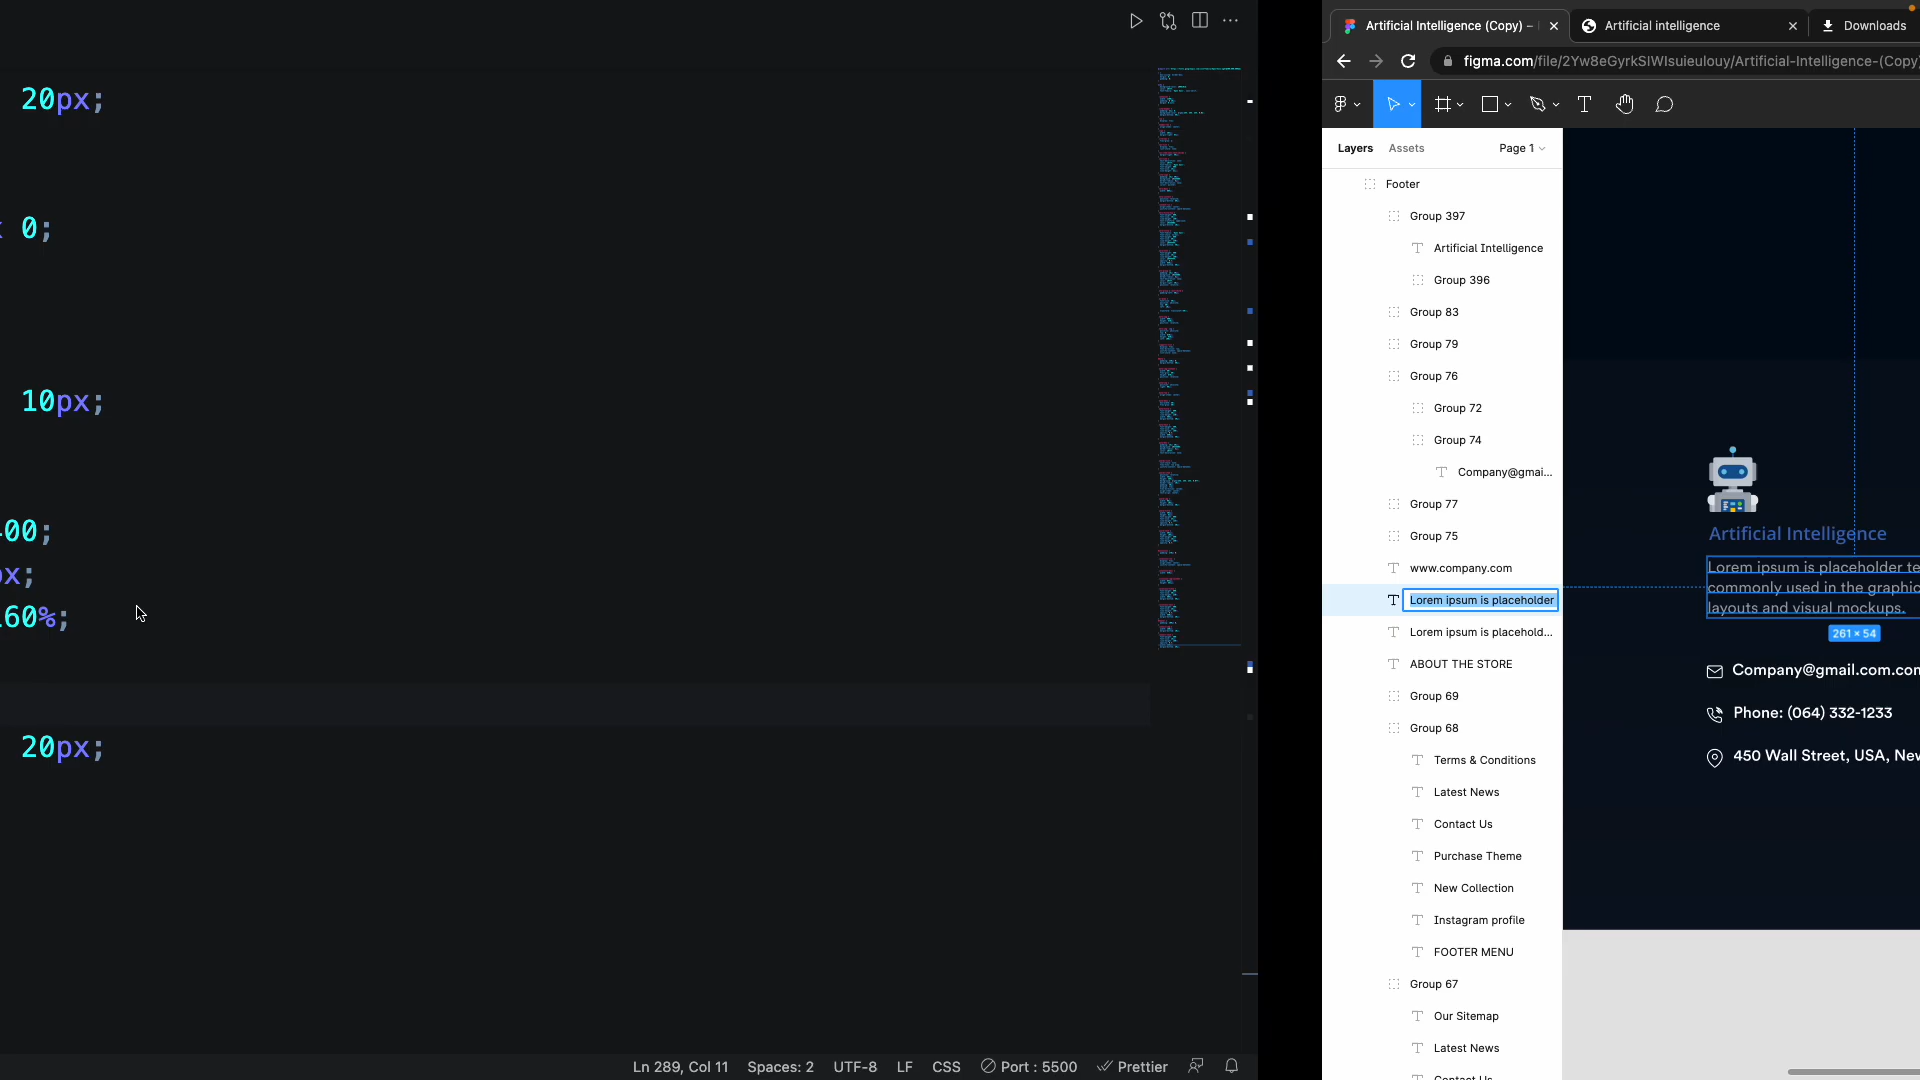 20px;
0;
10px;
00;
px;
60%;
20px;
Ln 289, Col 11
Spaces: 2
UTF-8
LF
CSS
Port : 5500
Prettier
Artificial Intelligence (Copy) –
Artificial intelligence
Downloads
figma.com/file/2Yw8eGyrkSIWIsuieulouy/Artificial-Intelligence-(Copy)
Layers
Assets
Page 1
Footer
Group 397
Artificial Intelligence
Group 396
Group 83
Group 79
Group 76
Group 72
Group 74
Company@gmai...
Group 77
Group 75
www.company.com
Lorem ipsum is placeholder
Lorem ipsum is placehold...
ABOUT THE STORE
Group 69
Group 68
Terms & Conditions
Latest News
Contact Us
Purchase Theme
New Collection
Instagram profile
FOOTER MENU
Group 67
Our Sitemap
Latest News
Contact Us
Artificial Intelligence
Lorem ipsum is placeholder te
commonly used in the graphic
layouts and visual mockups.
261 × 54
Company@gmail.com.com
Phone: (064) 332-1233
450 Wall Street, USA, New